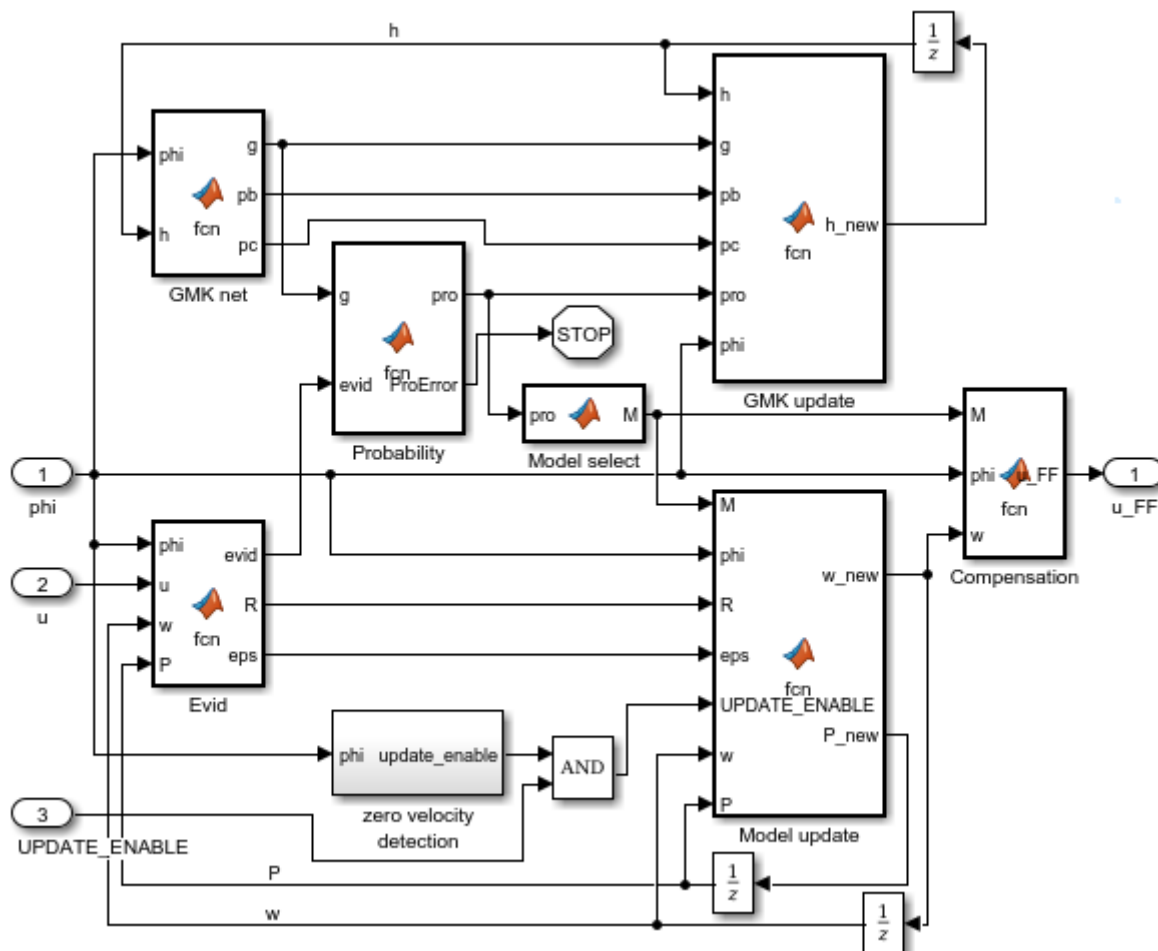 h
1
z
h
g
pb
pc
pro
phi
fcn
h_new
GMK update
phi
h
fcn
g
pb
pc
GMK net
g
evid
fcn
pro
ProError
Probability
STOP
pro
M
Model select
1
phi
2
u
3
UPDATE_ENABLE
phi
u
w
P
fcn
evid
R
eps
Evid
M
phi
R
eps
UPDATE_ENABLE
w
P
fcn
w_new
P_new
Model update
M
phi
w
u_FF
fcn
Compensation
1
u_FF
phi
update_enable
zero velocity
detection
AND
P
1
z
w
1
z